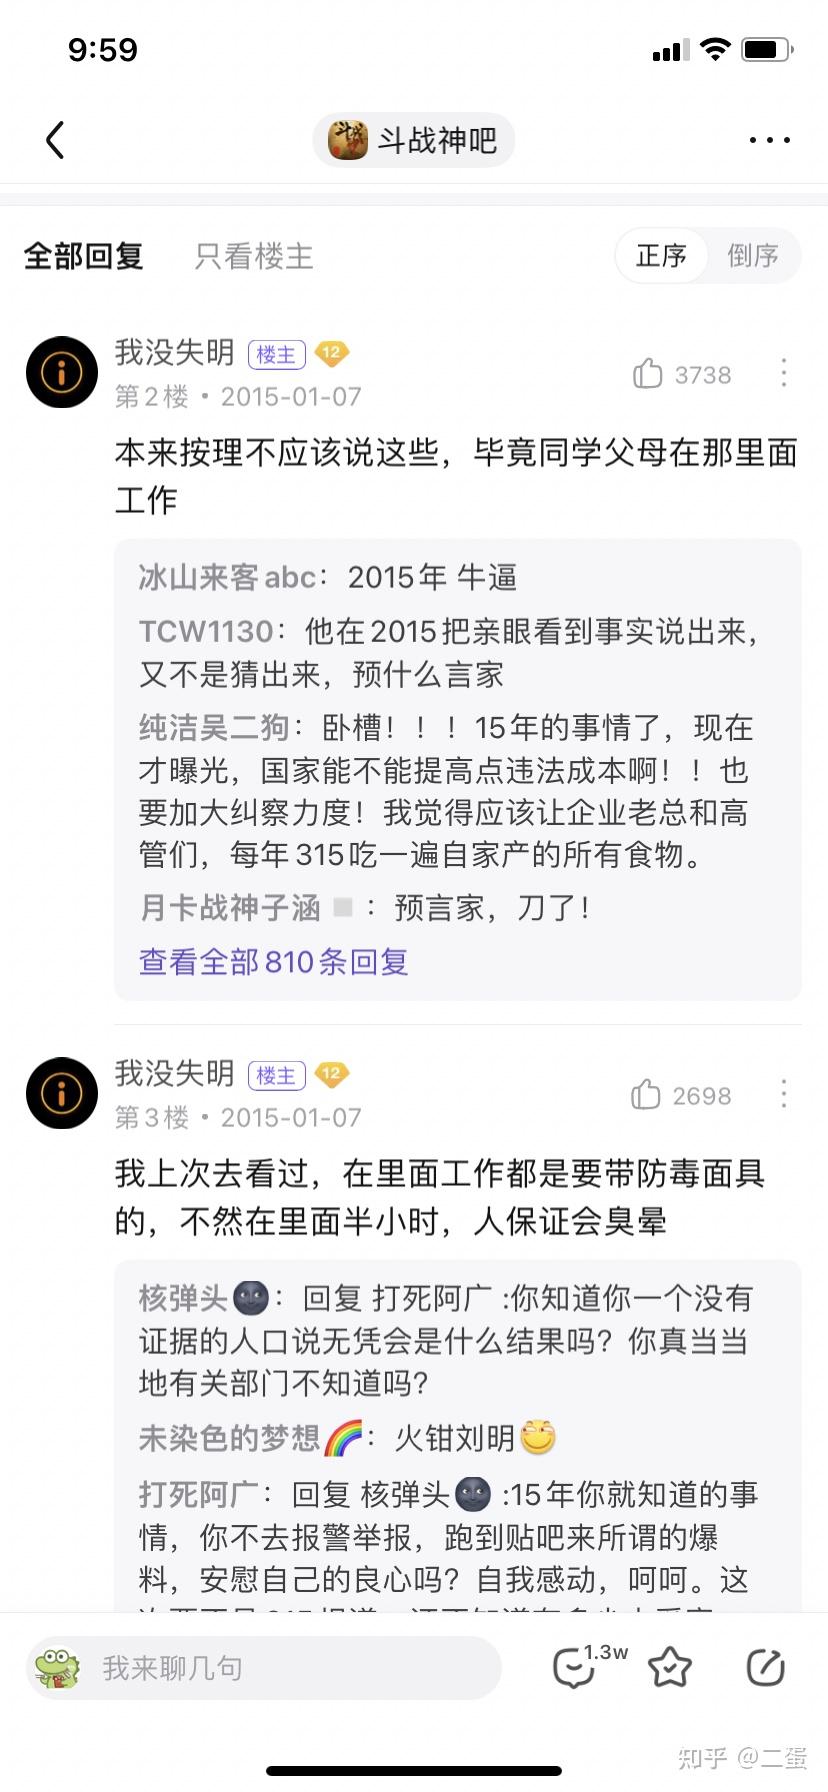 9:59
斗战神吧
全部回复 只看楼主 正序 倒序
我没失明 楼主 12
第2楼·2015-01-07 3738
本来按理不应该说这些，毕竟同学父母在那里面
工作
冰山来客abc：2015年 牛逼
TCW1130：他在2015把亲眼看到事实说出来，
又不是猜出来，预什么言家
纯洁吴二狗：卧槽！！！15年的事情了，现在
才曝光，国家能不能提高点违法成本啊！！也
要加大纠察力度！我觉得应该让企业老总和高
管们，每年315吃一遍自家产的所有食物。
月卡战神子涵 ：预言家，刀了！
查看全部810条回复
我没失明 楼主 12
第3楼·2015-01-07 2698
我上次去看过，在里面工作都是要带防毒面具
的，不然在里面半小时，人保证会臭晕
核弹头🌚：回复 打死阿广 :你知道你一个没有
证据的人口说无凭会是什么结果吗？你真当当
地有关部门不知道吗?
未染色的梦想🌈：火钳刘明
打死阿广：回复 核弹头🌚 :15年你就知道的事
情，你不去报警举报，跑到贴吧来所谓的爆
料，安慰自己的良心吗？自我感动，呵呵。这
我来聊几句 1.3w
知乎 @二蛋